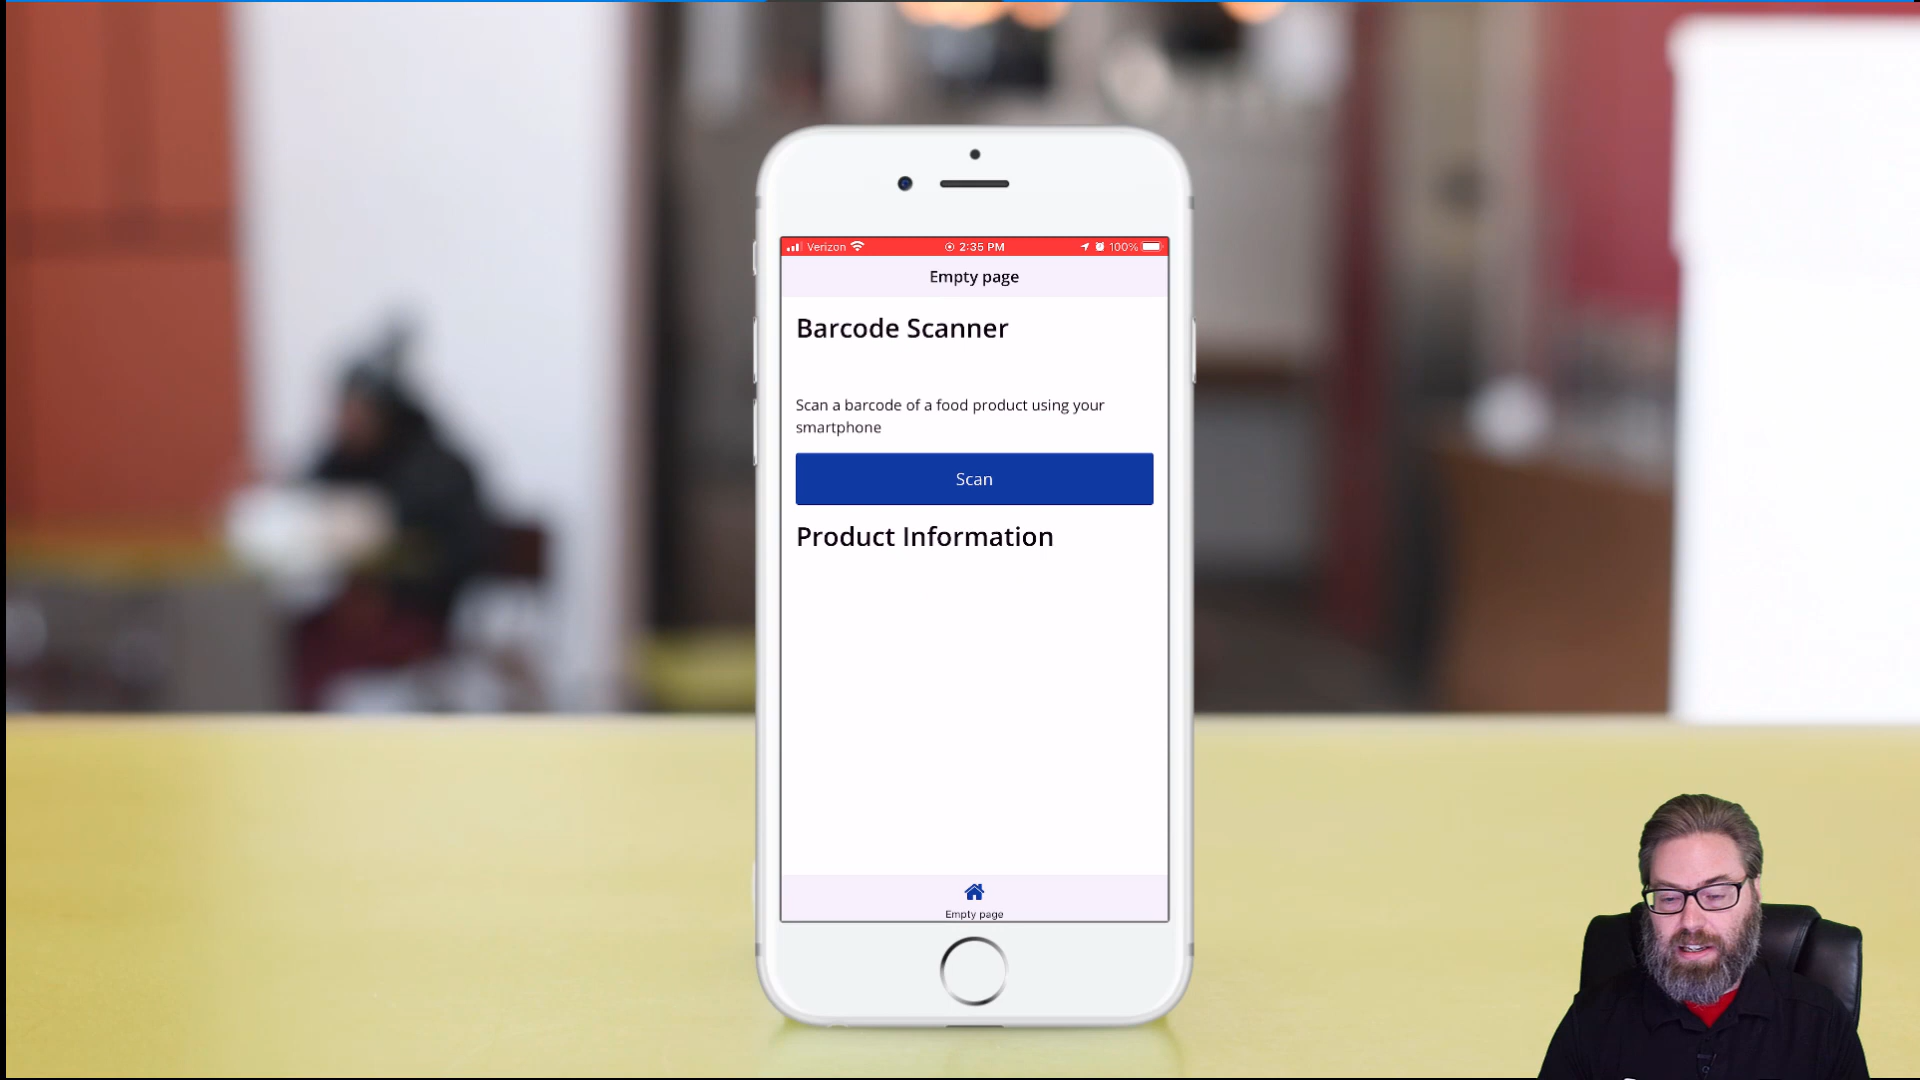 Verizon 2:35 PM 100%
Empty page
Barcode Scanner
Scan a barcode of a food product using your
smartphone
Scan
Product Information
Empty page